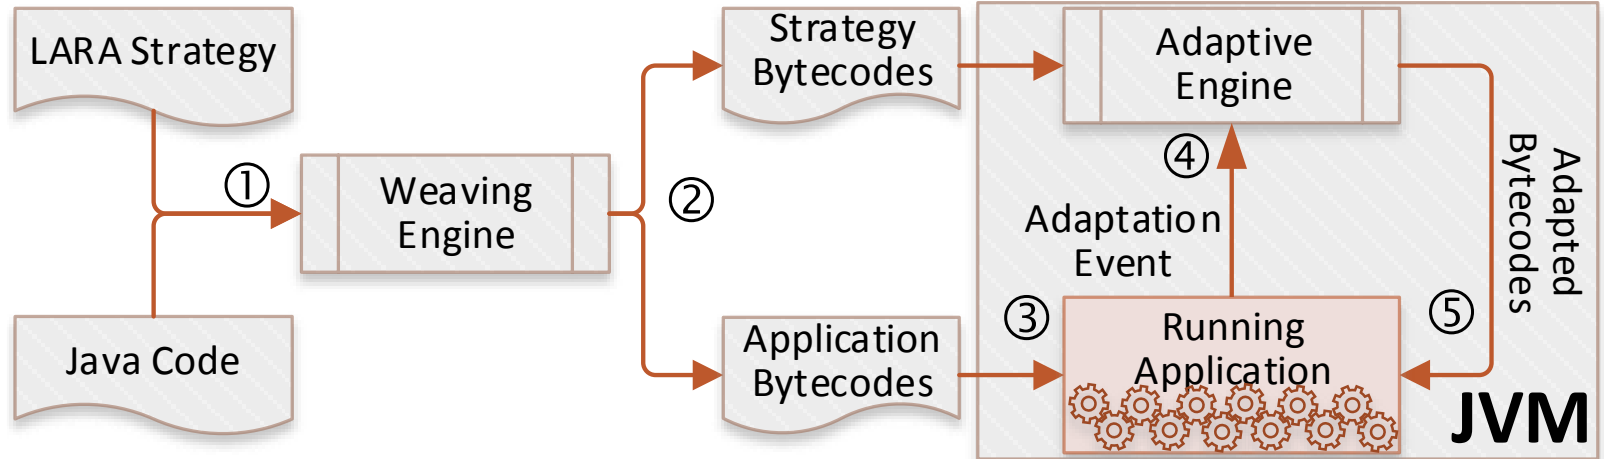 LARA Strategy
Java Code
①
Weaving
Engine
②
Strategy
Bytecodes
Application
Bytecodes
Adaptive
Engine
④
Adaptation
Event
③
Running
Application
⑤
Adapted
Bytecodes
JVM